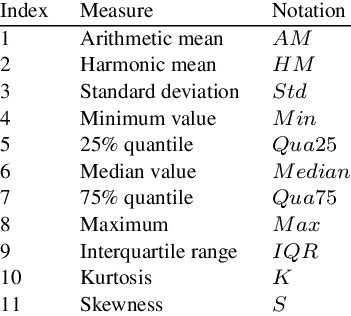 Index Measure Notation
1 Arithmetic mean AM
2 Harmonic mean HM
3 Standard deviation Std
4 Minimum value Min
5 25% quantile Qua25
6 Median value Median
7 75% quantile Qua75
8 Maximum Max
9 Interquartile range IQR
10 Kurtosis K
11 Skewness S